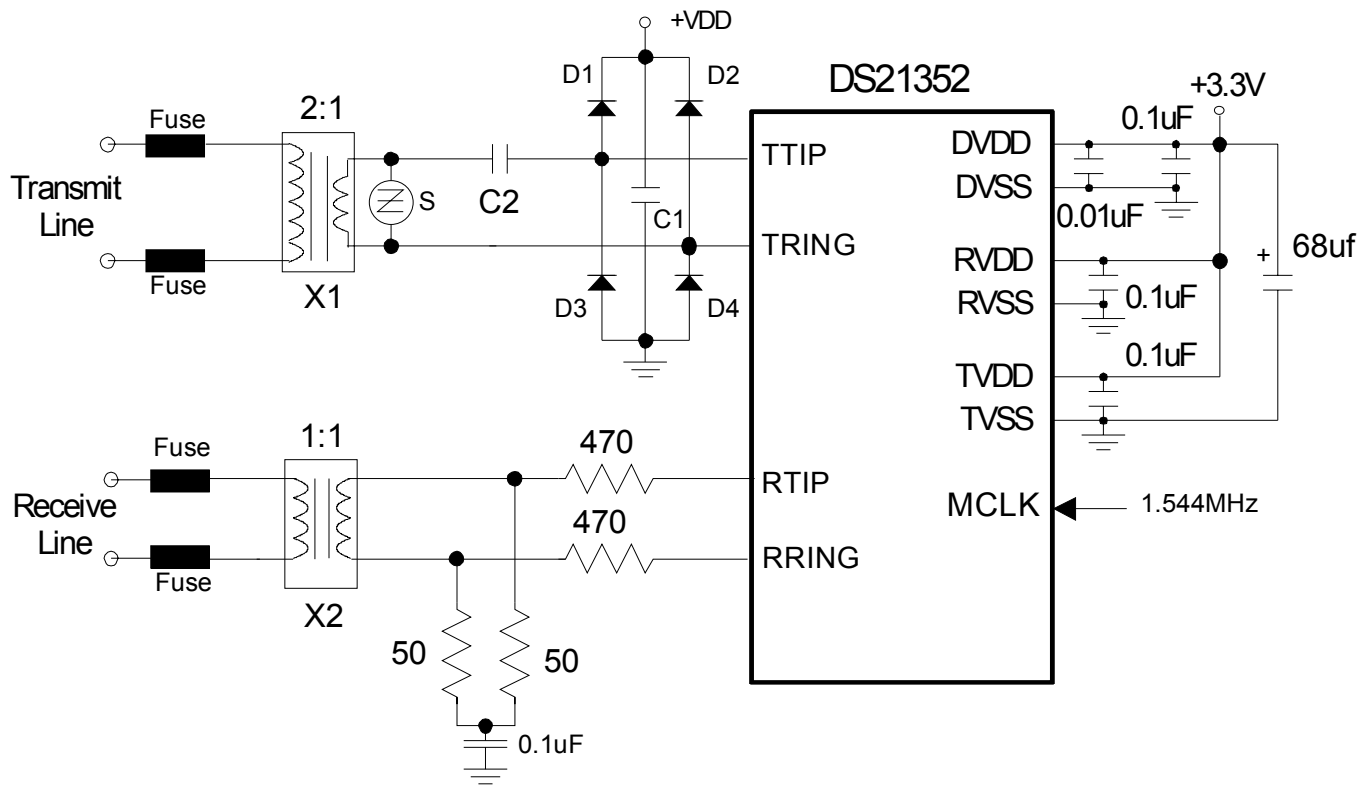 +VDD
D1
D2
DS21352
+3.3V
2:1
Fuse
0.1uF
TTIP
DVDD
Transmit
Line
S
C2
C1
DVSS
0.01uF
TRING
RVDD
68uf
+
Fuse
X1
D3
D4
RVSS
0.1uF
TVDD
0.1uF
TVSS
1:1
470
Fuse
RTIP
MCLK
1.544MHz
Receive
Line
470
RRING
Fuse
X2
50
50
0.1uF